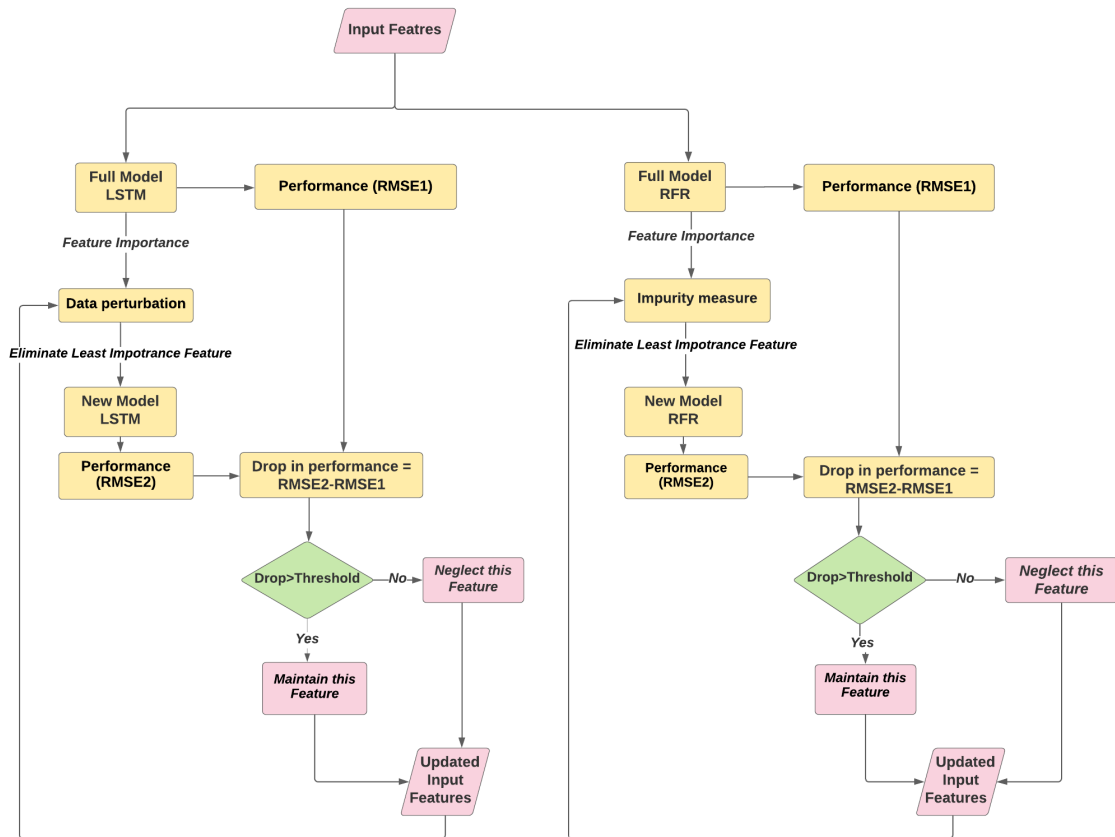 Input Featres
Full Model
LSTM
Performance (RMSE1)
Feature Importance
Data perturbation
Eliminate Least Impotrance Feature
New Model
LSTM
Performance
(RMSE2)
Drop in performance =
RMSE2-RMSE1
Drop>Threshold
No
Neglect this
Feature
Yes
Maintain this
Feature
Updated
Input
Features
Full Model
RFR
Performance (RMSE1)
Feature Importance
Impurity measure
Eliminate Least Impotrance Feature
New Model
RFR
Performance
(RMSE2)
Drop in performance =
RMSE2-RMSE1
Drop>Threshold
No
Neglect this
Feature
Yes
Maintain this
Feature
Updated
Input
Features